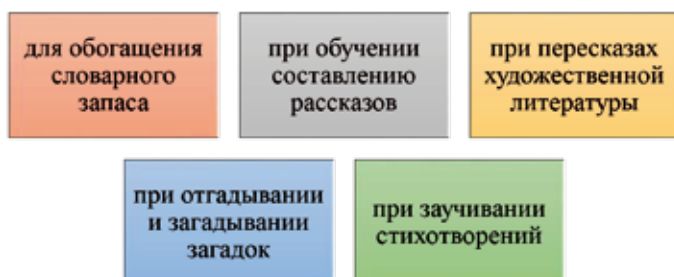 для обогащения
словарного
запаса
при обучении
составлению
рассказов
при пересказах
художественной
литературы
при отгадывании
и загадывании
загадок
при заучивании
стихотворений